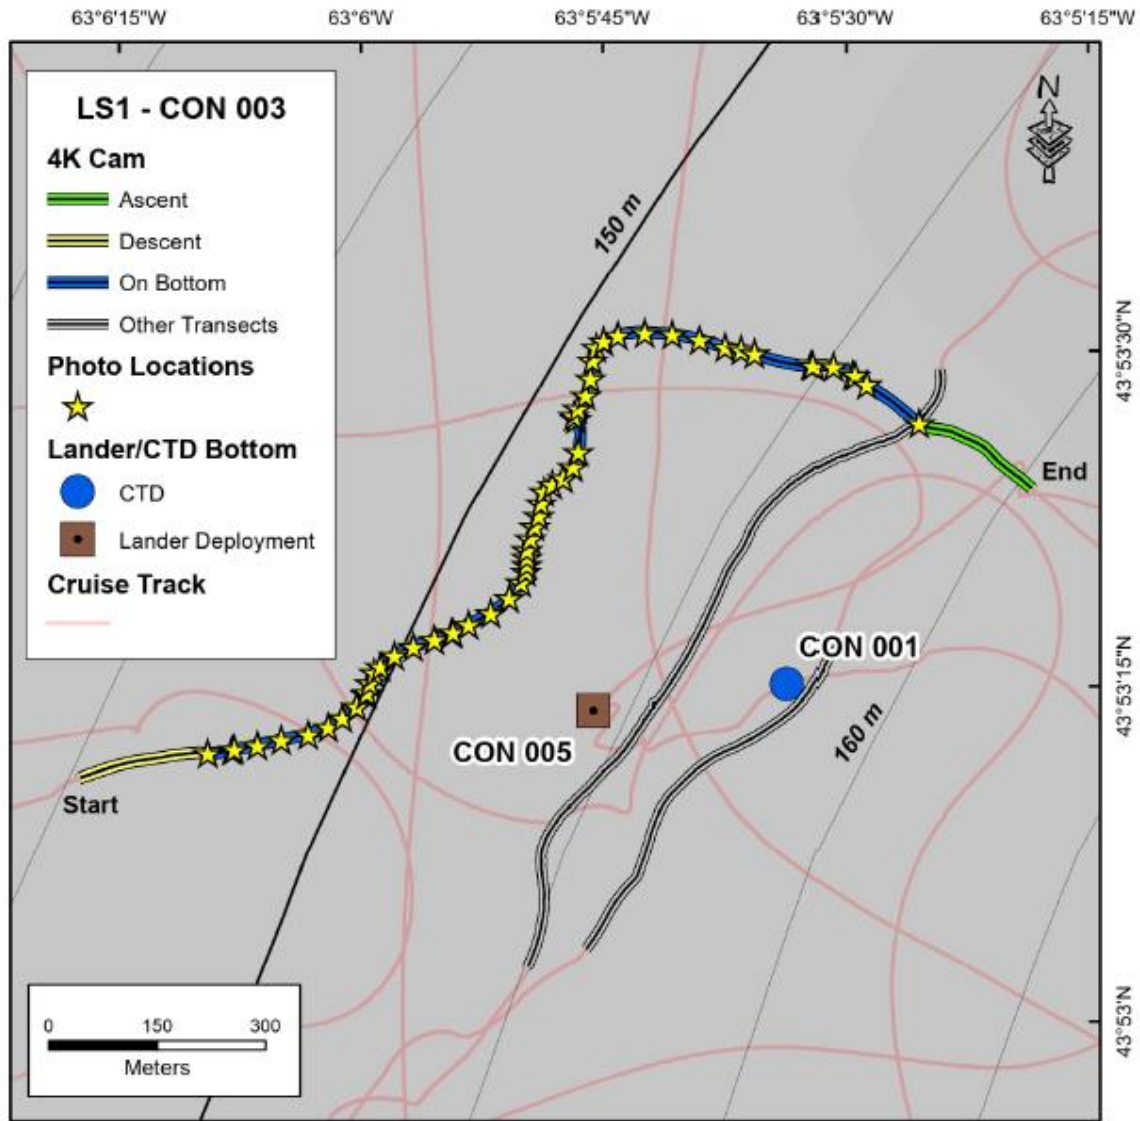 63°6'15"W 63°6'W 63°5'45"W 63°5'30"W 63°5'15"W
LS1 - CON 003
4K Cam
Ascent
Descent
On Bottom
Other Transects
Photo Locations
Lander/CTD Bottom
CTD
Lander Deployment
Cruise Track
N
150 m
43°53'30"N
End
CON 001
43°53'15"N
CON 005
160 m
Start
43°53'N
0 150 300
Meters